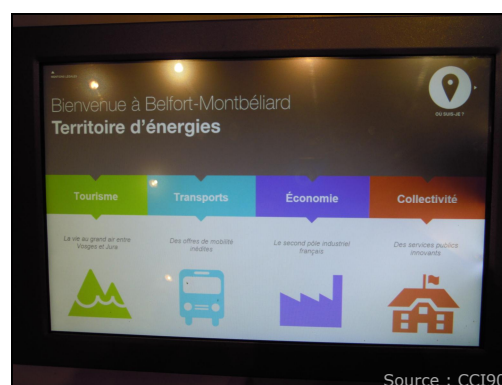 Bienvenue à Belfort-Montbéliard
Territoire d'énergies
OÙ SUIS-JE ?
Tourisme
Transports
Économie
Collectivité
La vie au grand air entre
Vosges et Jura
Des offres de mobilité
inédites
Le second pôle industriel
français
Des services publics
innovants
Source : CCI90